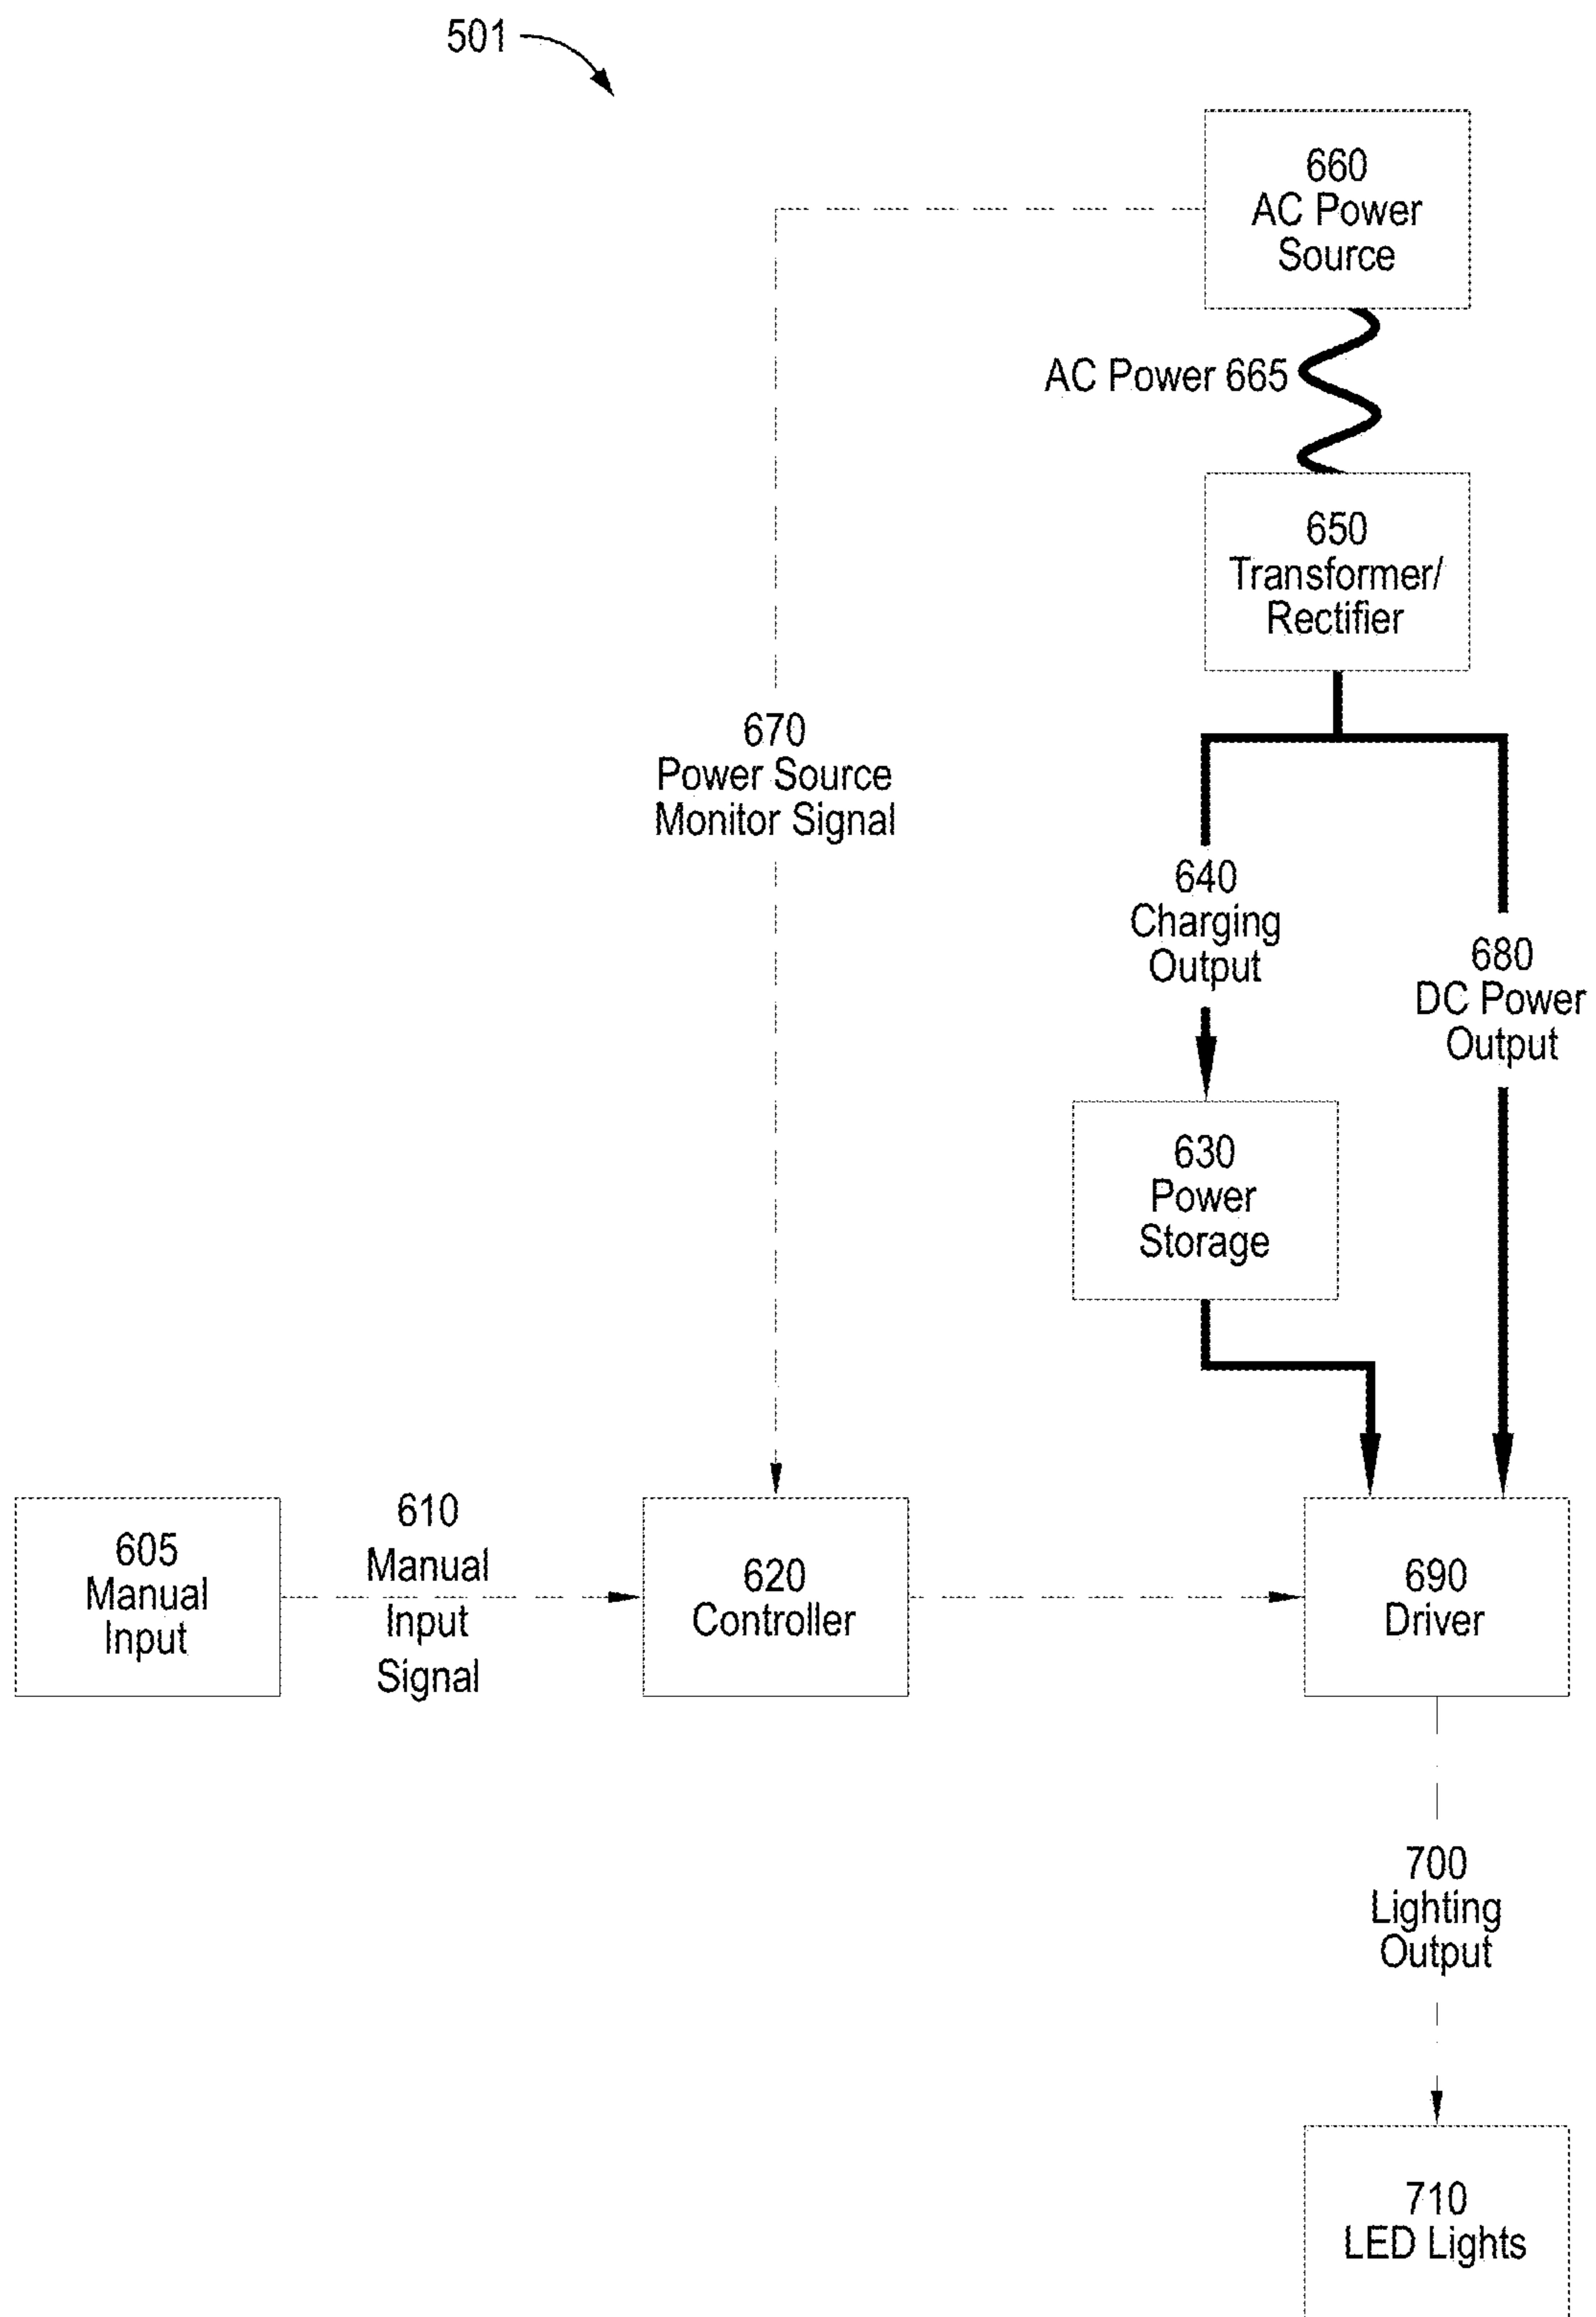 501
660
AC Power
Source
AC Power 665
650
Transformer/
Rectifier
670
Power Source
Monitor Signal
640
Charging
Output
680
DC Power
Output
630
Power
Storage
605
Manual
Input
610
Manual
Input
Signal
620
Controller
690
Driver
700
Lighting
Output
710
LED Lights